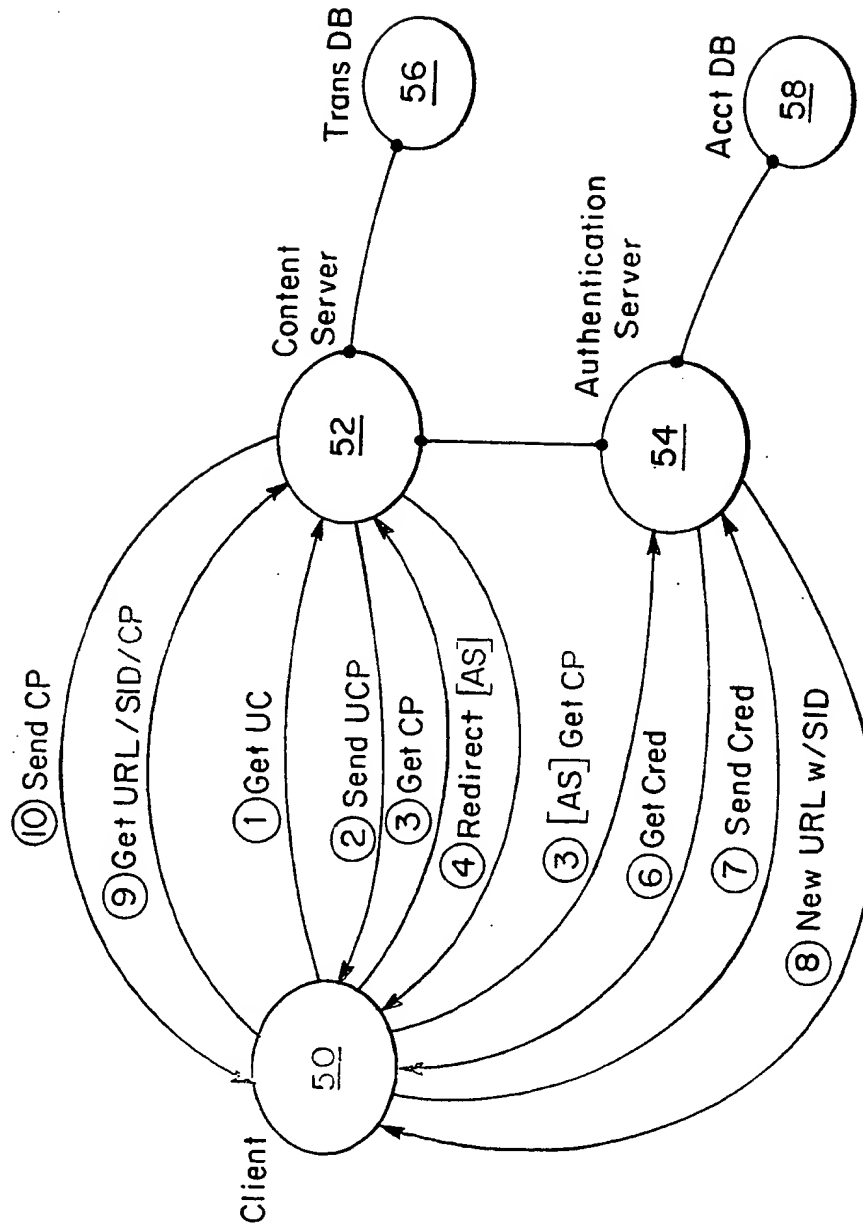 ⑩ Send CP
⑨ Get URL/SID/CP
① Get UC
② Send UCP
③ Get CP
④ Redirect [AS]
③ [AS] Get CP
⑥ Get Cred
⑦ Send Cred
⑧ New URL w/SID
Client
50
Content
Server
52
Trans DB
56
Authentication
Server
54
Acct DB
58